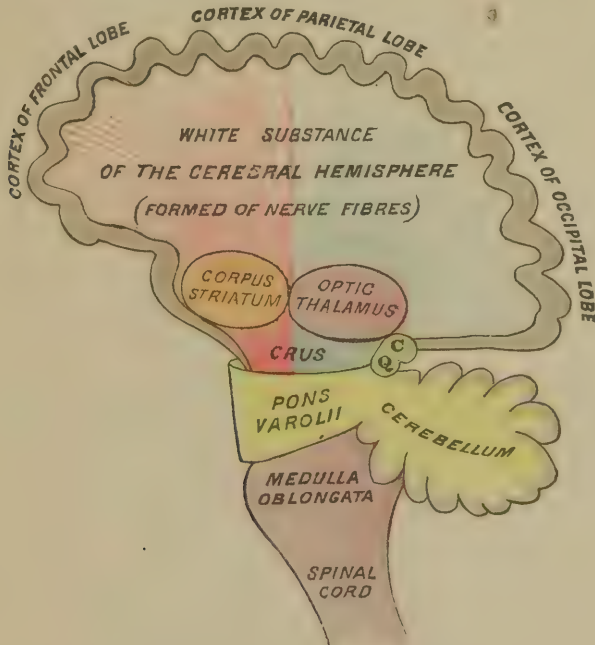 CORTEX OF PARIETAL LOBE
CORTEX OF FRONTAL LOBE
CORTEX OF OCCIPITAL LOBE
WHITE SUBSTANCE
OF THE CEREBRAL HEMISPHERE
(FORMED OF NERVE FIBRES)
CORPUS
STRIATUM
OPTIC
THALAMUS
CRUS
C
Q
PONS
VAROLII
CEREBELLUM
MEDULLA
OBLONGATA
SPINAL
CORD